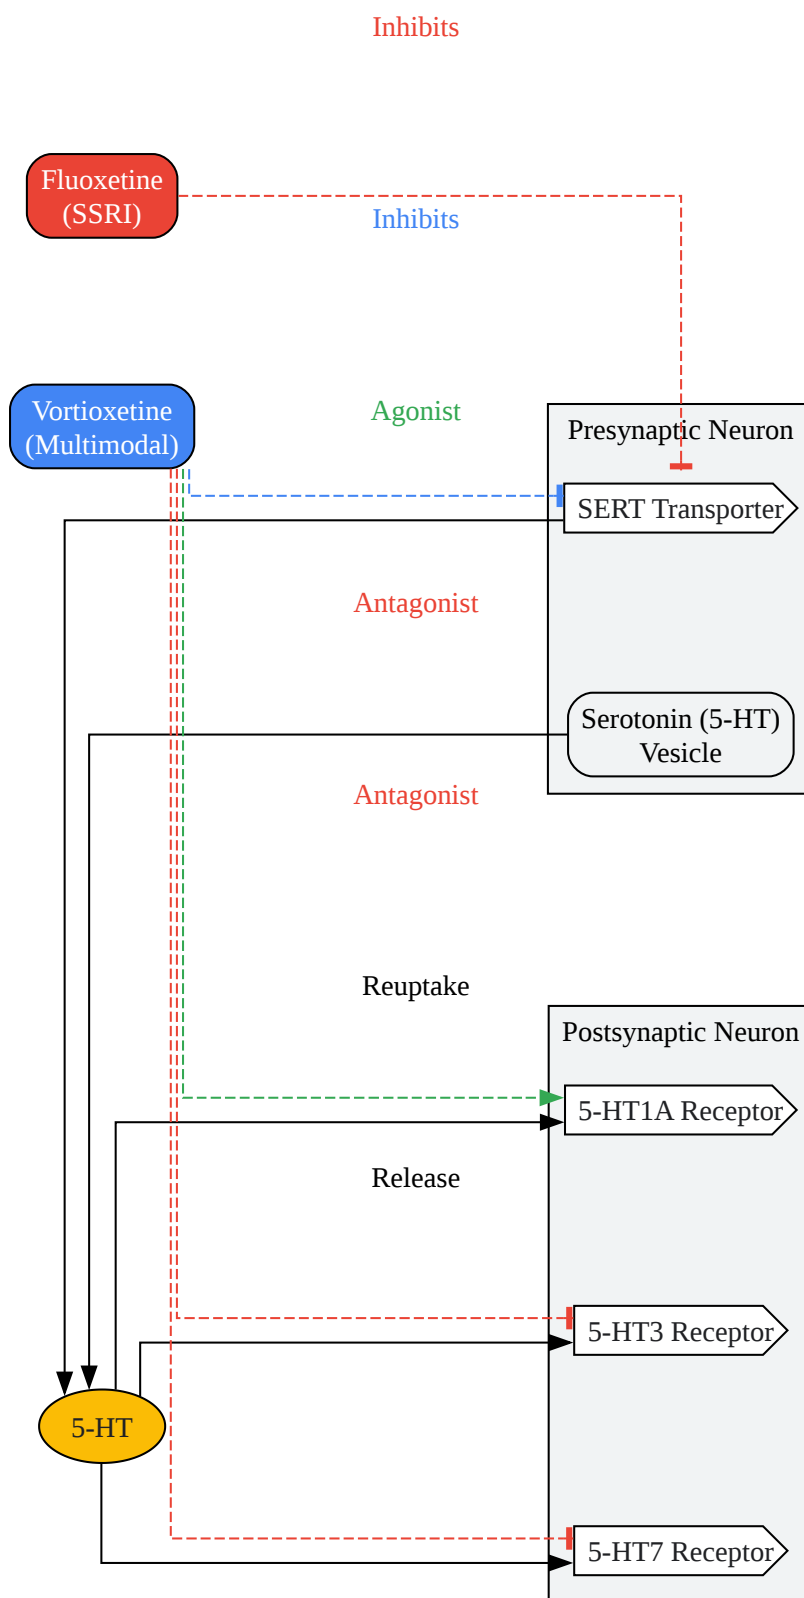 Inhibits
Fluoxetine
(SSRI)
Inhibits
Vortioxetine
(Multimodal)
Agonist
Presynaptic Neuron
SERT Transporter
Antagonist
Serotonin (5-HT)
Vesicle
Antagonist
Reuptake
Postsynaptic Neuron
5-HT1A Receptor
Release
5-HT3 Receptor
5-HT
5-HT7 Receptor